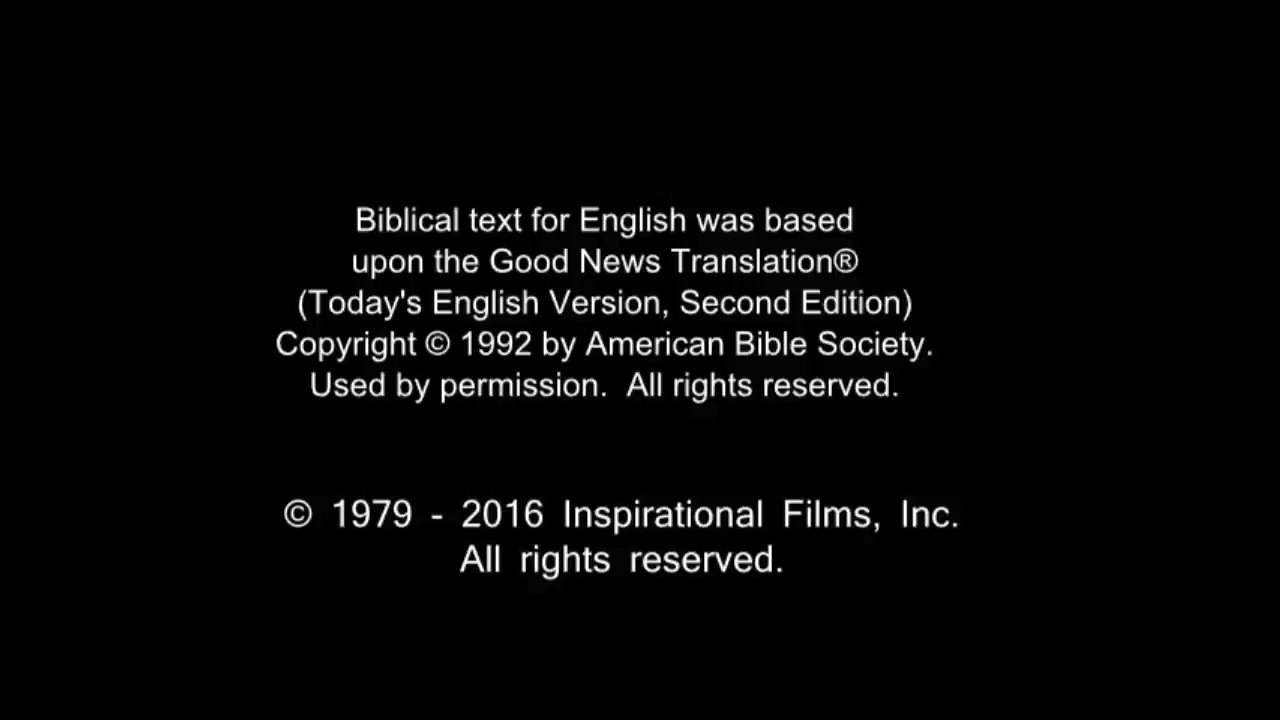 Biblical text for English was based
upon the Good News Translation®
(Today's English Version, Second Edition)
Copyright © 1992 by American Bible Society.
Used by permission.  All rights reserved.
© 1979 - 2016 Inspirational Films, Inc.
All rights reserved.